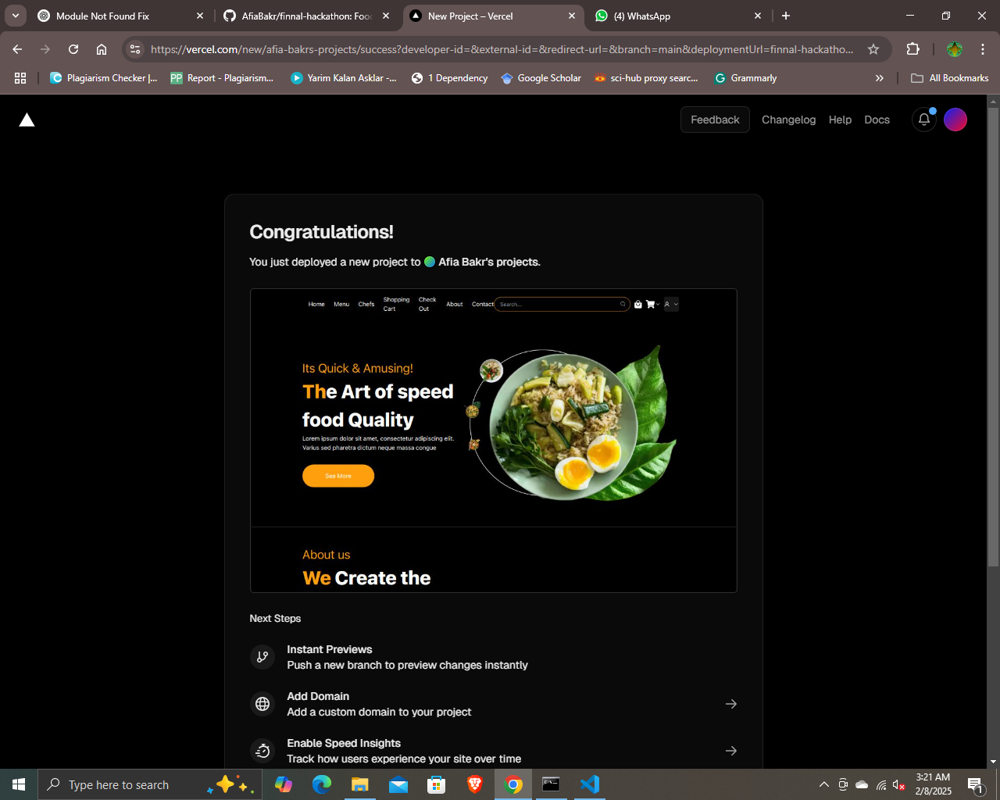 Module Not Found Fix
AfiaBakr/finnal-hackathon: Foo
New Project – Vercel
(4) WhatsApp
https://vercel.com/new/afia-bakrs-projects/success?developer-id=&external-id=&redirect-url=&branch=main&deploymentUrl=finnal-hackatho...
Plagiarism Checker |...
PP
Report - Plagiarism...
Yarim Kalan Asklar -...
1 Dependency
Google Scholar
sci-hub proxy searc...
Grammarly
All Bookmarks
Feedback
Changelog
Help
Docs
Congratulations!
You just deployed a new project to Afia Bakr's projects.
Home
Menu
Chefs
Shopping
Cart
Check
Out
About
Contact
Search...
Its Quick & Amusing!
The Art of speed
food Quality
Lorem ipsum dolor sit amet, consectetur adipiscing elit.
Varius sed pharetra dictum neque massa congue
See More
About us
We Create the
Next Steps
Instant Previews
Push a new branch to preview changes instantly
Add Domain
Add a custom domain to your project
Enable Speed Insights
Track how users experience your site over time
Type here to search
3:21 AM
2/8/2025
1